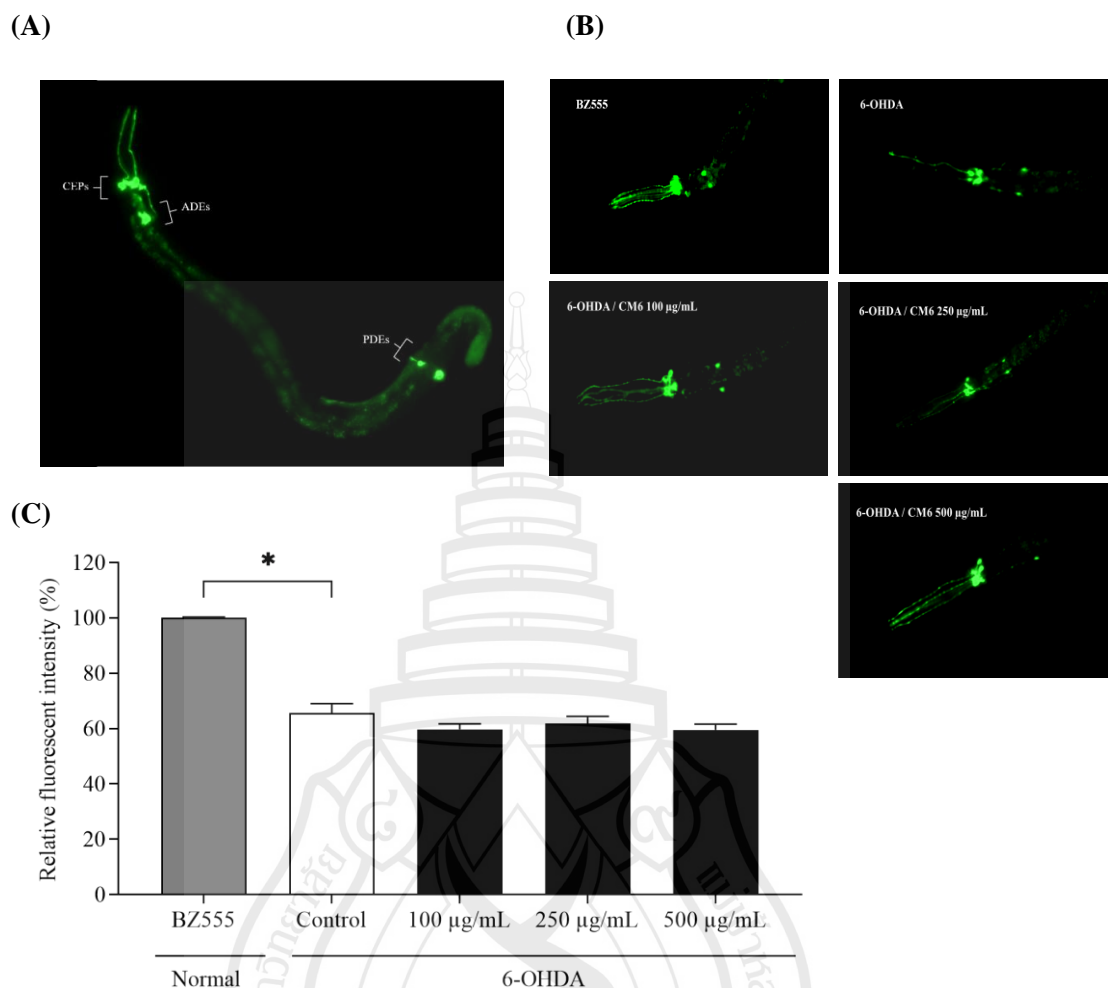 (A)
(B)
CEPs
ADEs
PDEs
BZ555
6-OHDA
6-OHDA / CM6 100 µg/mL
6-OHDA / CM6 250 µg/mL
6-OHDA / CM6 500 µg/mL
(C)
Relative fluorescent intensity (%)
120
100
80
60
40
20
0
*
BZ555
Control
100 µg/mL
250 µg/mL
500 µg/mL
Normal
6-OHDA